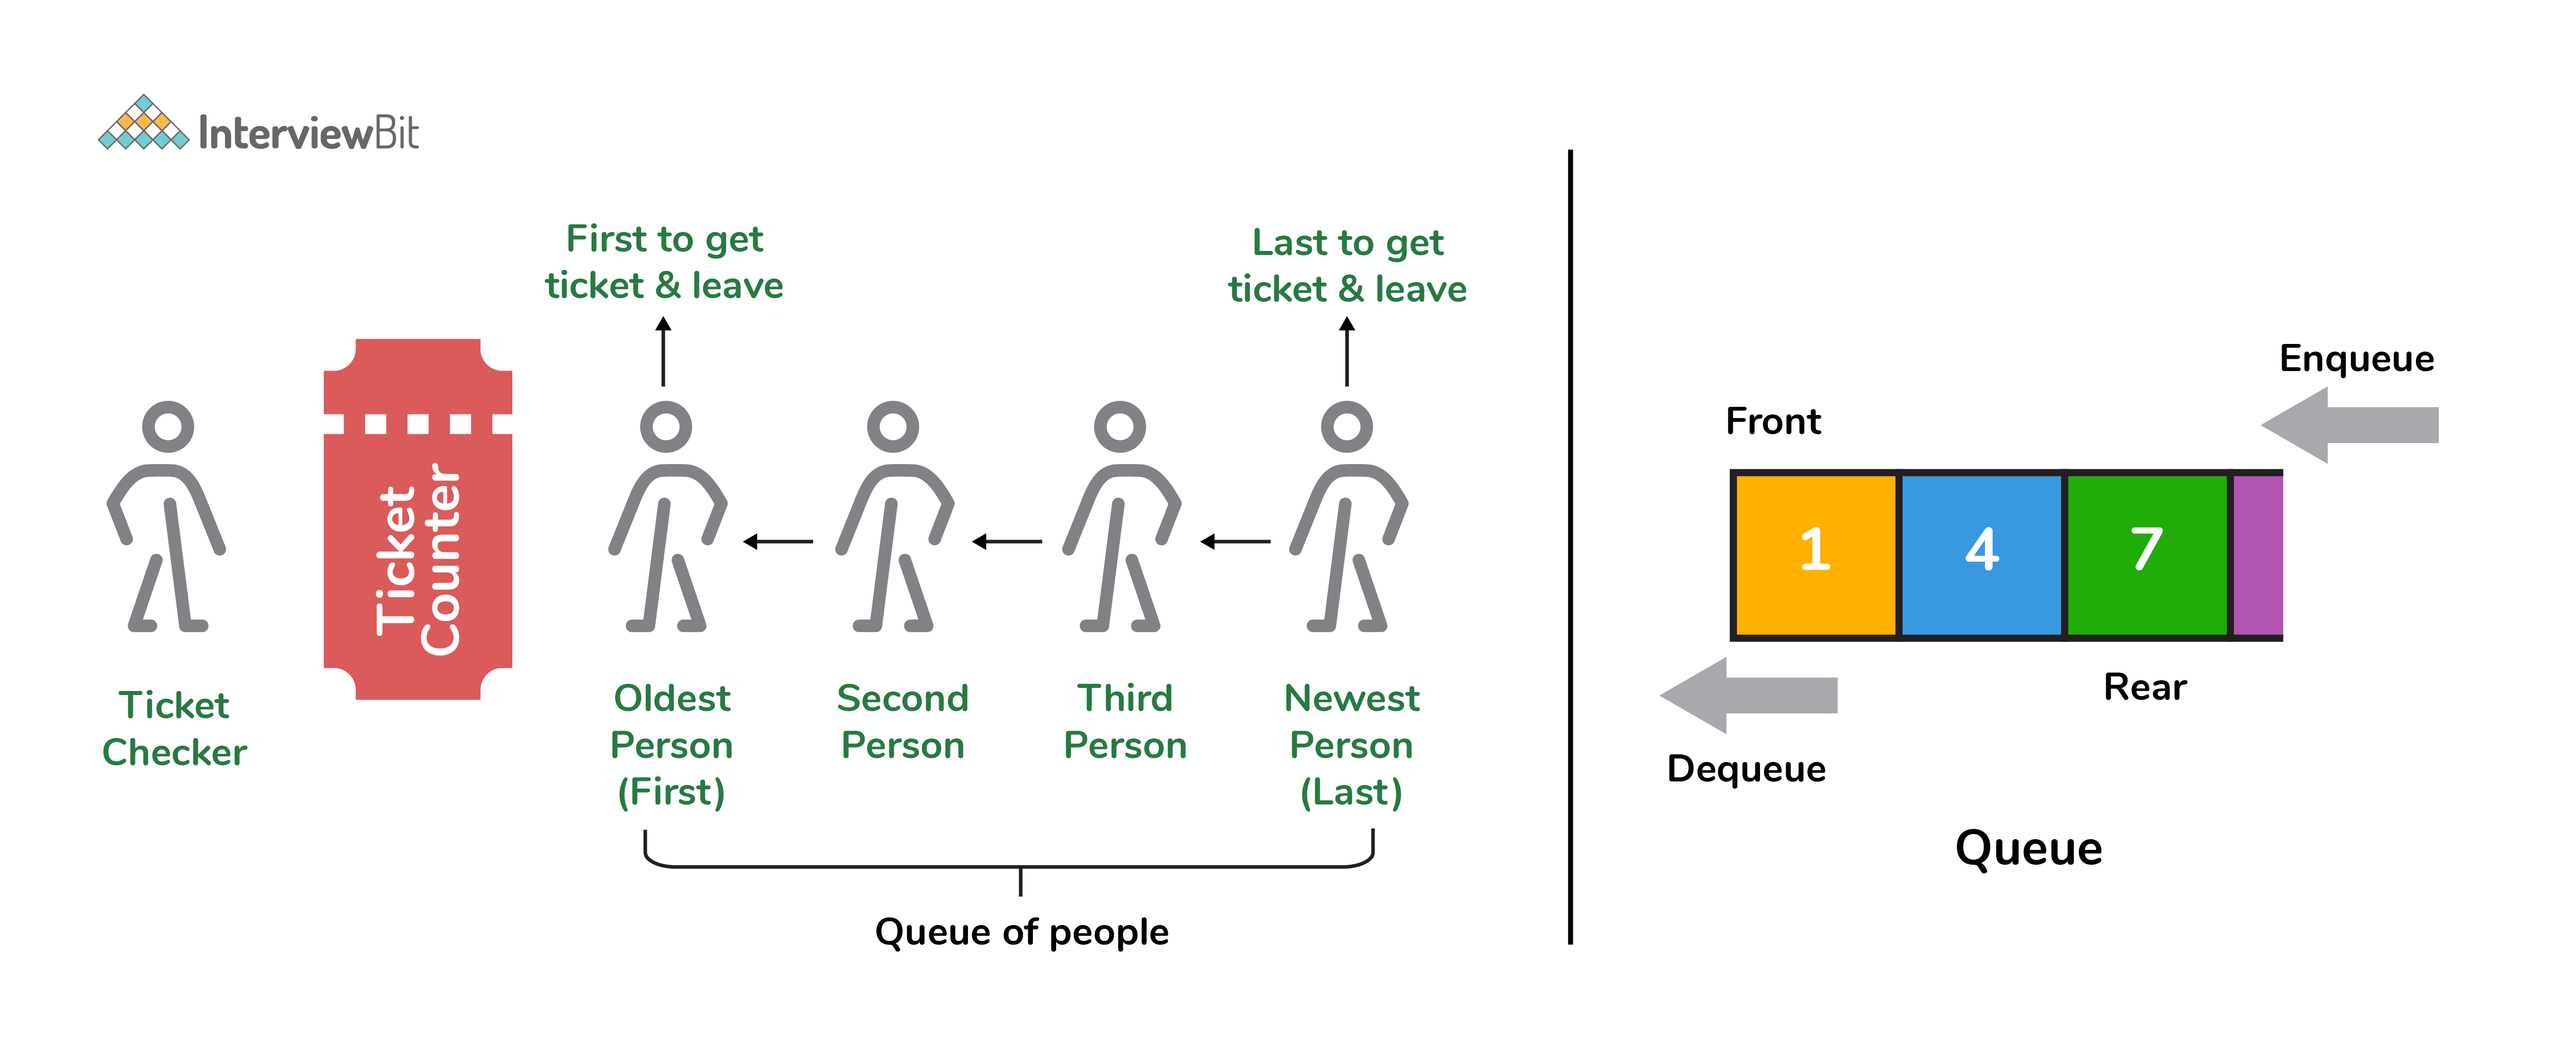 InterviewBit
First to get
ticket & leave
Last to get
ticket & leave
Ticket
Counter
Ticket
Checker
Oldest
Person
(First)
Second
Person
Third
Person
Newest
Person
(Last)
Queue of people
Enqueue
Front
1
4
7
Rear
Dequeue
Queue